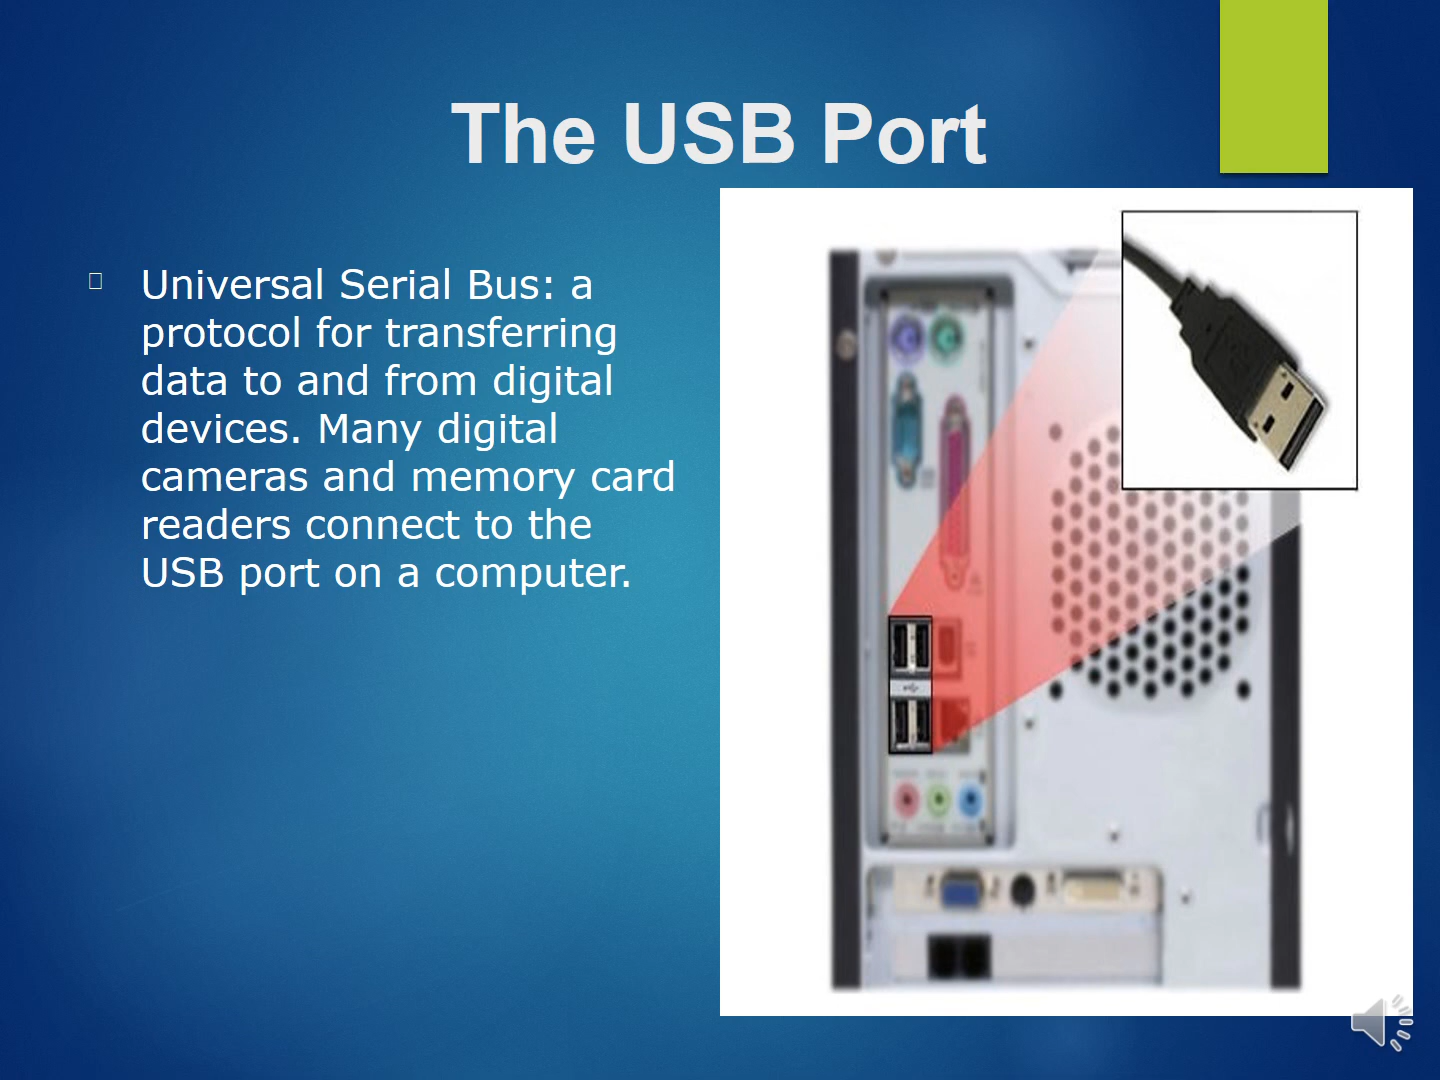 The USB Port
Universal Serial Bus: a
protocol for transferring
data to and from digital
devices. Many digital
cameras and memory card
readers connect to the
USB port on a computer.